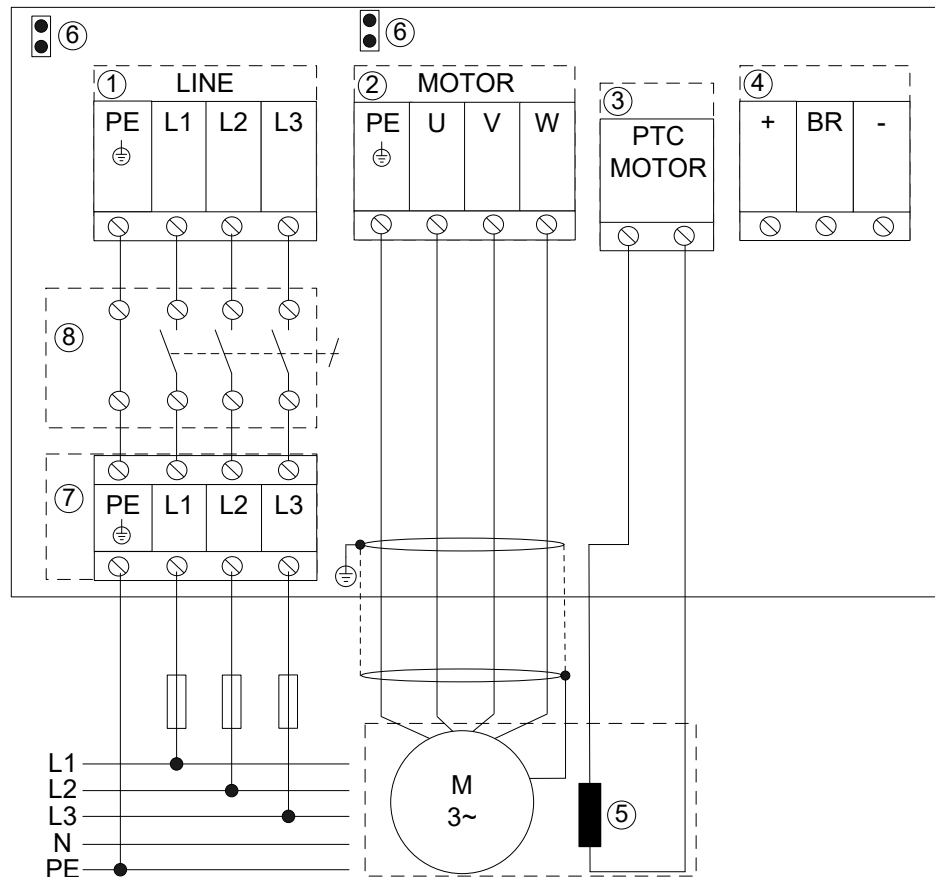 ⑥ ⑥
① LINE
PE L1 L2 L3
② MOTOR
PE U V W
③
PTC
MOTOR
④
+ BR -
⑧
⑦
PE L1 L2 L3
L1
L2
L3
N
PE
M
3~
⑤